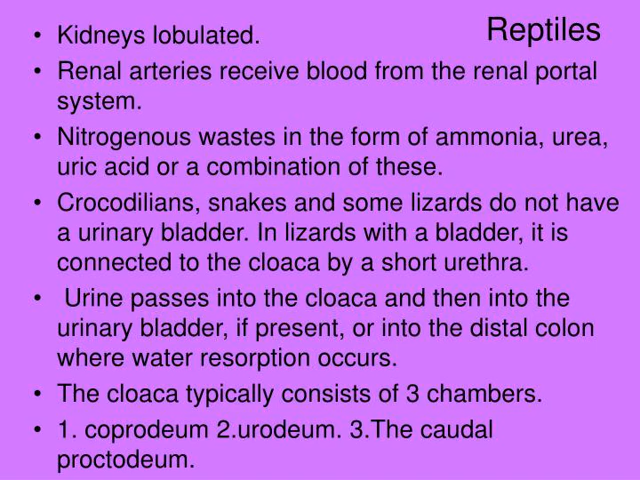 Reptiles
• Kidneys lobulated.
• Renal arteries receive blood from the renal portal
system.
• Nitrogenous wastes in the form of ammonia, urea,
uric acid or a combination of these.
• Crocodilians, snakes and some lizards do not have
a urinary bladder. In lizards with a bladder, it is
connected to the cloaca by a short urethra.
• Urine passes into the cloaca and then into the
urinary bladder, if present, or into the distal colon
where water resorption occurs.
• The cloaca typically consists of 3 chambers.
• 1. coprodeum 2.urodeum. 3.The caudal
proctodeum.